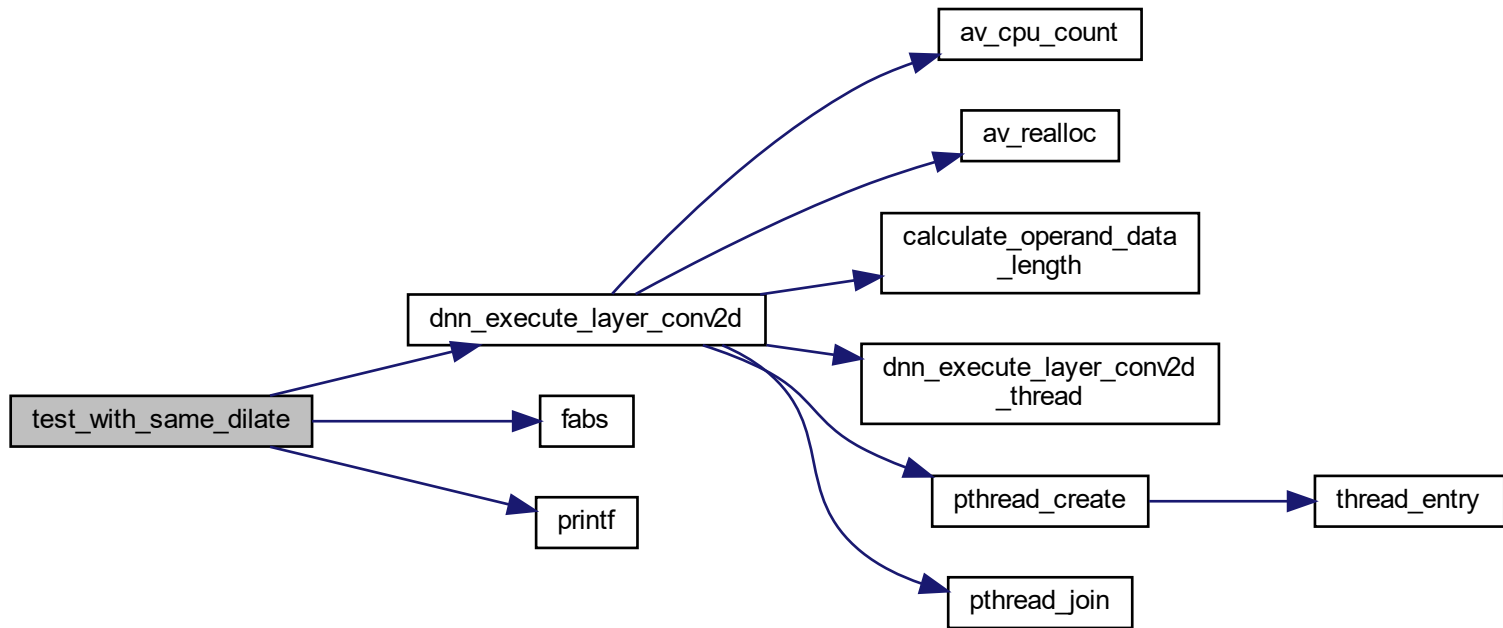 av_cpu_count
av_realloc
calculate_operand_data
_length
dnn_execute_layer_conv2d
dnn_execute_layer_conv2d
_thread
test_with_same_dilate
fabs
pthread_create
thread_entry
printf
pthread_join